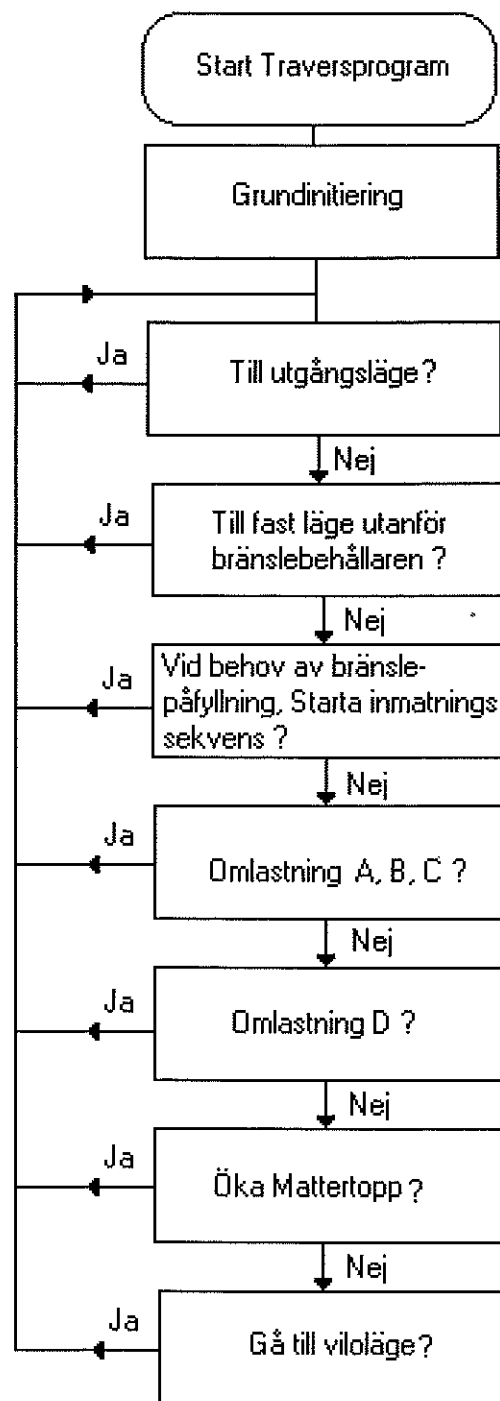 Start Traversprogram
Grundinitiering
Ja
Till utgångsläge?
Nej
Ja
Till fast läge utanför
bränslebehållaren ?
Nej
Ja
Vid behov av bränsle-
påfyllning, Starta inmatnings
sekvens ?
Nej
Ja
Omlastning A, B, C ?
Nej
Ja
Omlastning D ?
Nej
Ja
Öka Mattertopp?
Nej
Ja
Gå till viloläge?